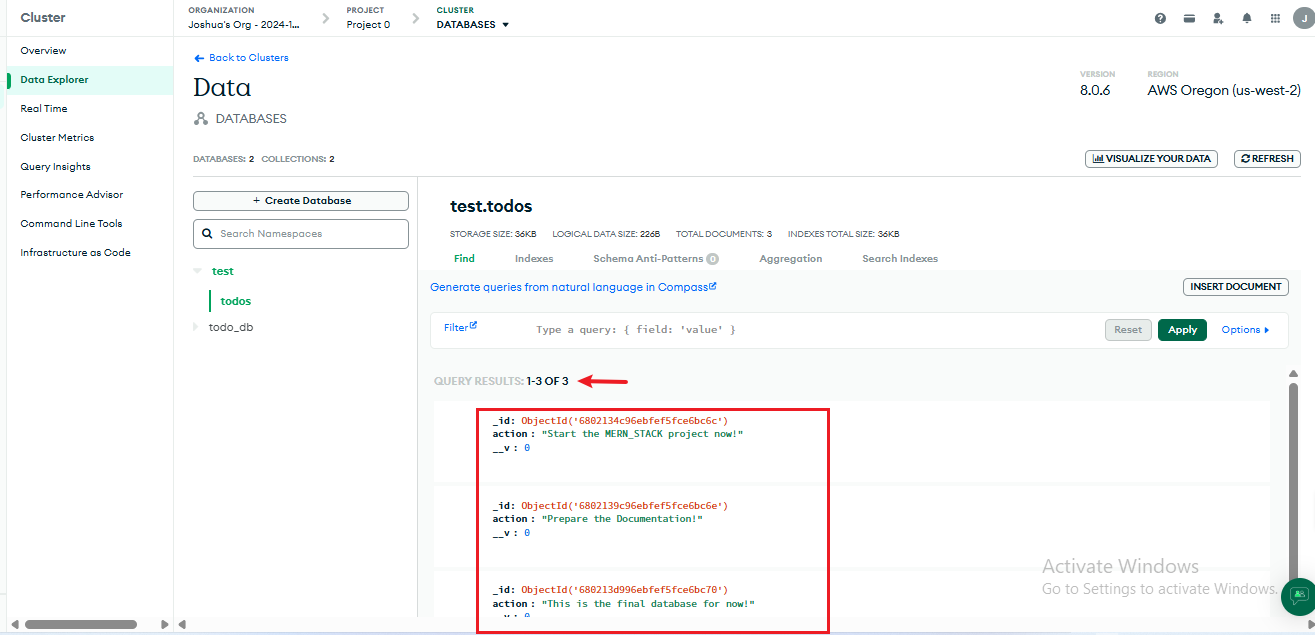 Cluster
ORGANIZATION
Joshua's Org - 2024-1...
PROJECT
Project 0
CLUSTER
DATABASES
J
Overview
Data Explorer
Real Time
Cluster Metrics
Query Insights
Performance Advisor
Command Line Tools
Infrastructure as Code
Back to Clusters
Data
DATABASES
VERSION
8.0.6
REGION
AWS Oregon (us-west-2)
DATABASES: 2 COLLECTIONS: 2
VISUALIZE YOUR DATA
REFRESH
+ Create Database
Search Namespaces
test
todos
todo_db
test.todos
STORAGE SIZE: 36KB LOGICAL DATA SIZE: 226B TOTAL DOCUMENTS: 3 INDEXES TOTAL SIZE: 36KB
Find Indexes Schema Anti-Patterns 0 Aggregation Search Indexes
Generate queries from natural language in Compass
INSERT DOCUMENT
Filter
Type a query: { field: 'value' }
Reset
Apply
Options
QUERY RESULTS: 1-3 OF 3
_id: ObjectId('6802134c96ebfef5fce6bc6c')
action : "Start the MERN_STACK project now!"
__v : 0
_id: ObjectId('6802139c96ebfef5fce6bc6e')
action : "Prepare the Documentation!"
__v : 0
_id: ObjectId('680213d996ebfef5fce6bc70')
action : "This is the final database for now!"
__v : 0
Activate Windows
Go to Settings to activate Windows.